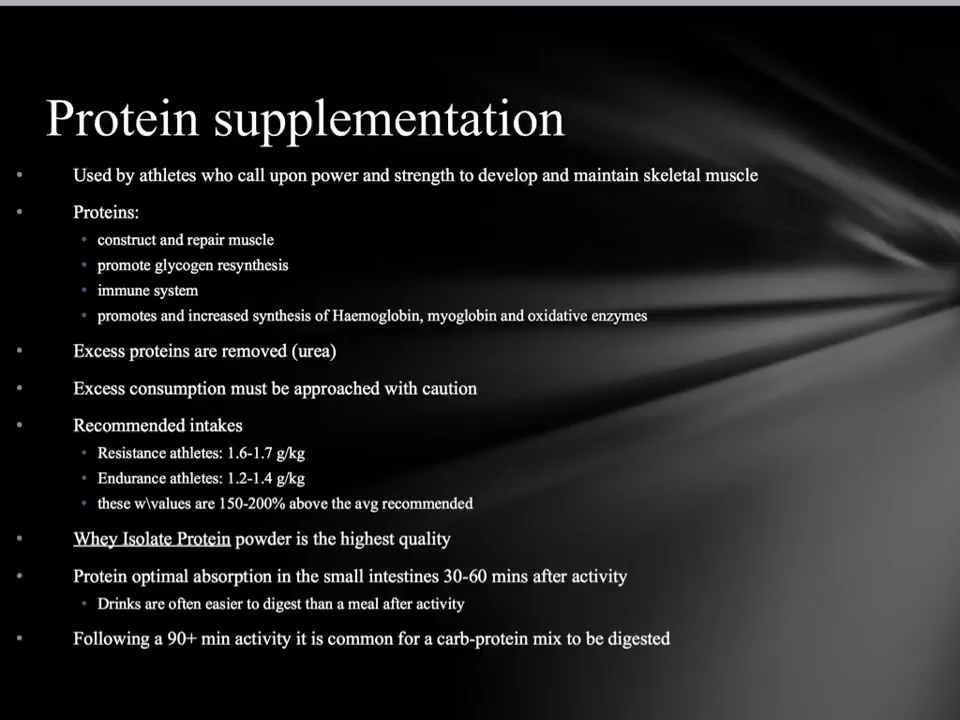 Protein supplementation
• Used by athletes who call upon power and strength to develop and maintain skeletal muscle
• Proteins:
• construct and repair muscle
• promote glycogen resynthesis
• immune system
• promotes and increased synthesis of Haemoglobin, myoglobin and oxidative enzymes
• Excess proteins are removed (urea)
• Excess consumption must be approached with caution
• Recommended intakes
• Resistance athletes: 1.6-1.7 g/kg
• Endurance athletes: 1.2-1.4 g/kg
• these w\values are 150-200% above the avg recommended
• Whey Isolate Protein powder is the highest quality
• Protein optimal absorption in the small intestines 30-60 mins after activity
• Drinks are often easier to digest than a meal after activity
• Following a 90+ min activity it is common for a carb-protein mix to be digested